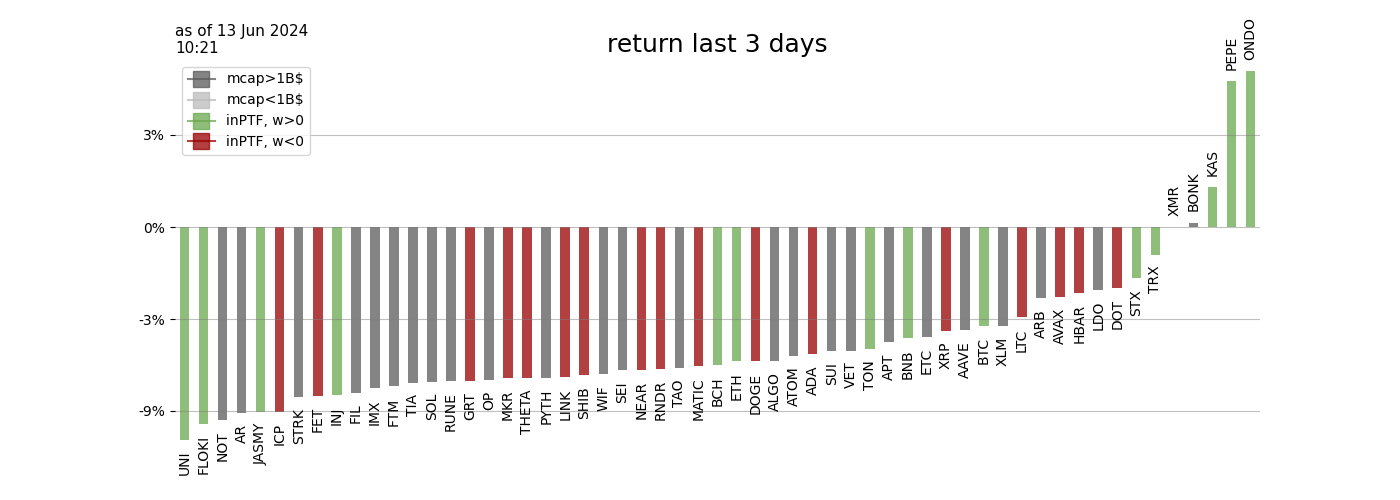 as of 13 Jun 2024
10:21
return last 3 days
mcap>1B$
mcap<1B$
inPTF, w>0
inPTF, w<0
3%
0%
-3%
-9%
UNI
FLOKI
NOT
AR
JASMY
ICP
STRK
FET
INJ
FIL
IMX
FTM
TIA
SOL
RUNE
GRT
OP
MKR
THETA
PYTH
LINK
SHIB
WIF
SEI
NEAR
RNDR
TAO
MATIC
BCH
ETH
DOGE
ALGO
ATOM
ADA
SUI
VET
TON
APT
BNB
ETC
XRP
AAVE
BTC
XLM
LTC
ARB
AVAX
HBAR
LDO
DOT
STX
TRX
XMR
BONK
KAS
PEPE
ONDO